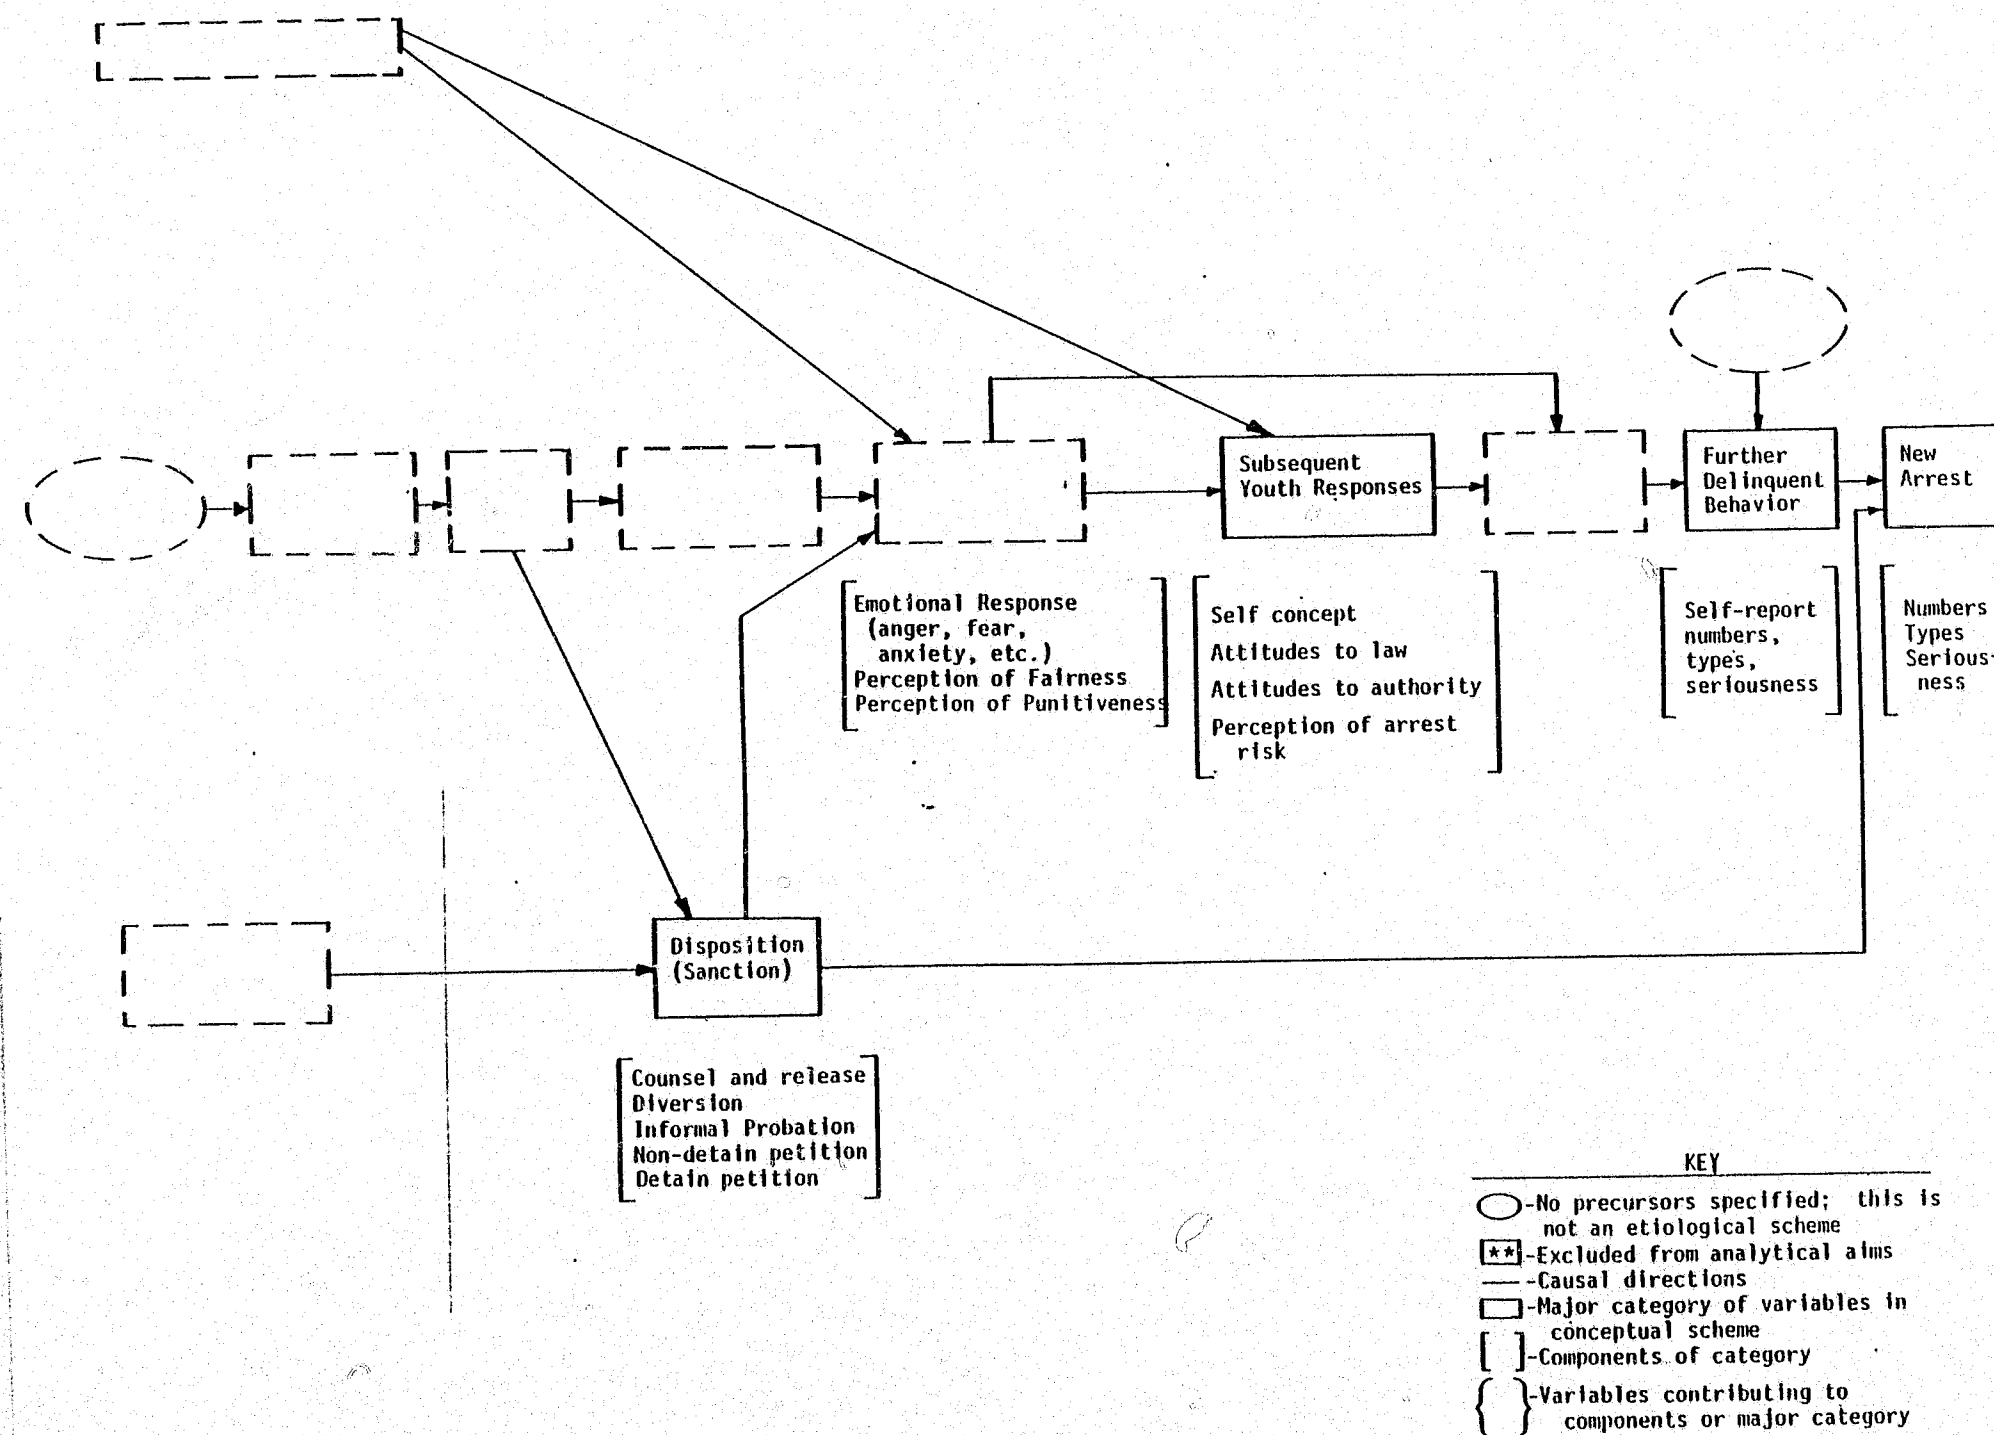 Subsequent
Youth Responses
Further
Delinquent
Behavior
New
Arrest
Emotional Response
(anger, fear,
anxiety, etc.)
Perception of Fairness
Perception of Punitiveness
Self concept
Attitudes to law
Attitudes to authority
Perception of arrest
risk
Self-report
numbers,
types,
seriousness
Numbers
Types
Serious-
ness
Disposition
(Sanction)
Counsel and release
Diversion
Informal Probation
Non-detain petition
Detain petition
KEY
-No precursors specified; this is
not an etiological scheme
[**]-Excluded from analytical aims
-Causal directions
-Major category of variables in
conceptual scheme
[ ]-Components of category
{ }-Variables contributing to
components or major category